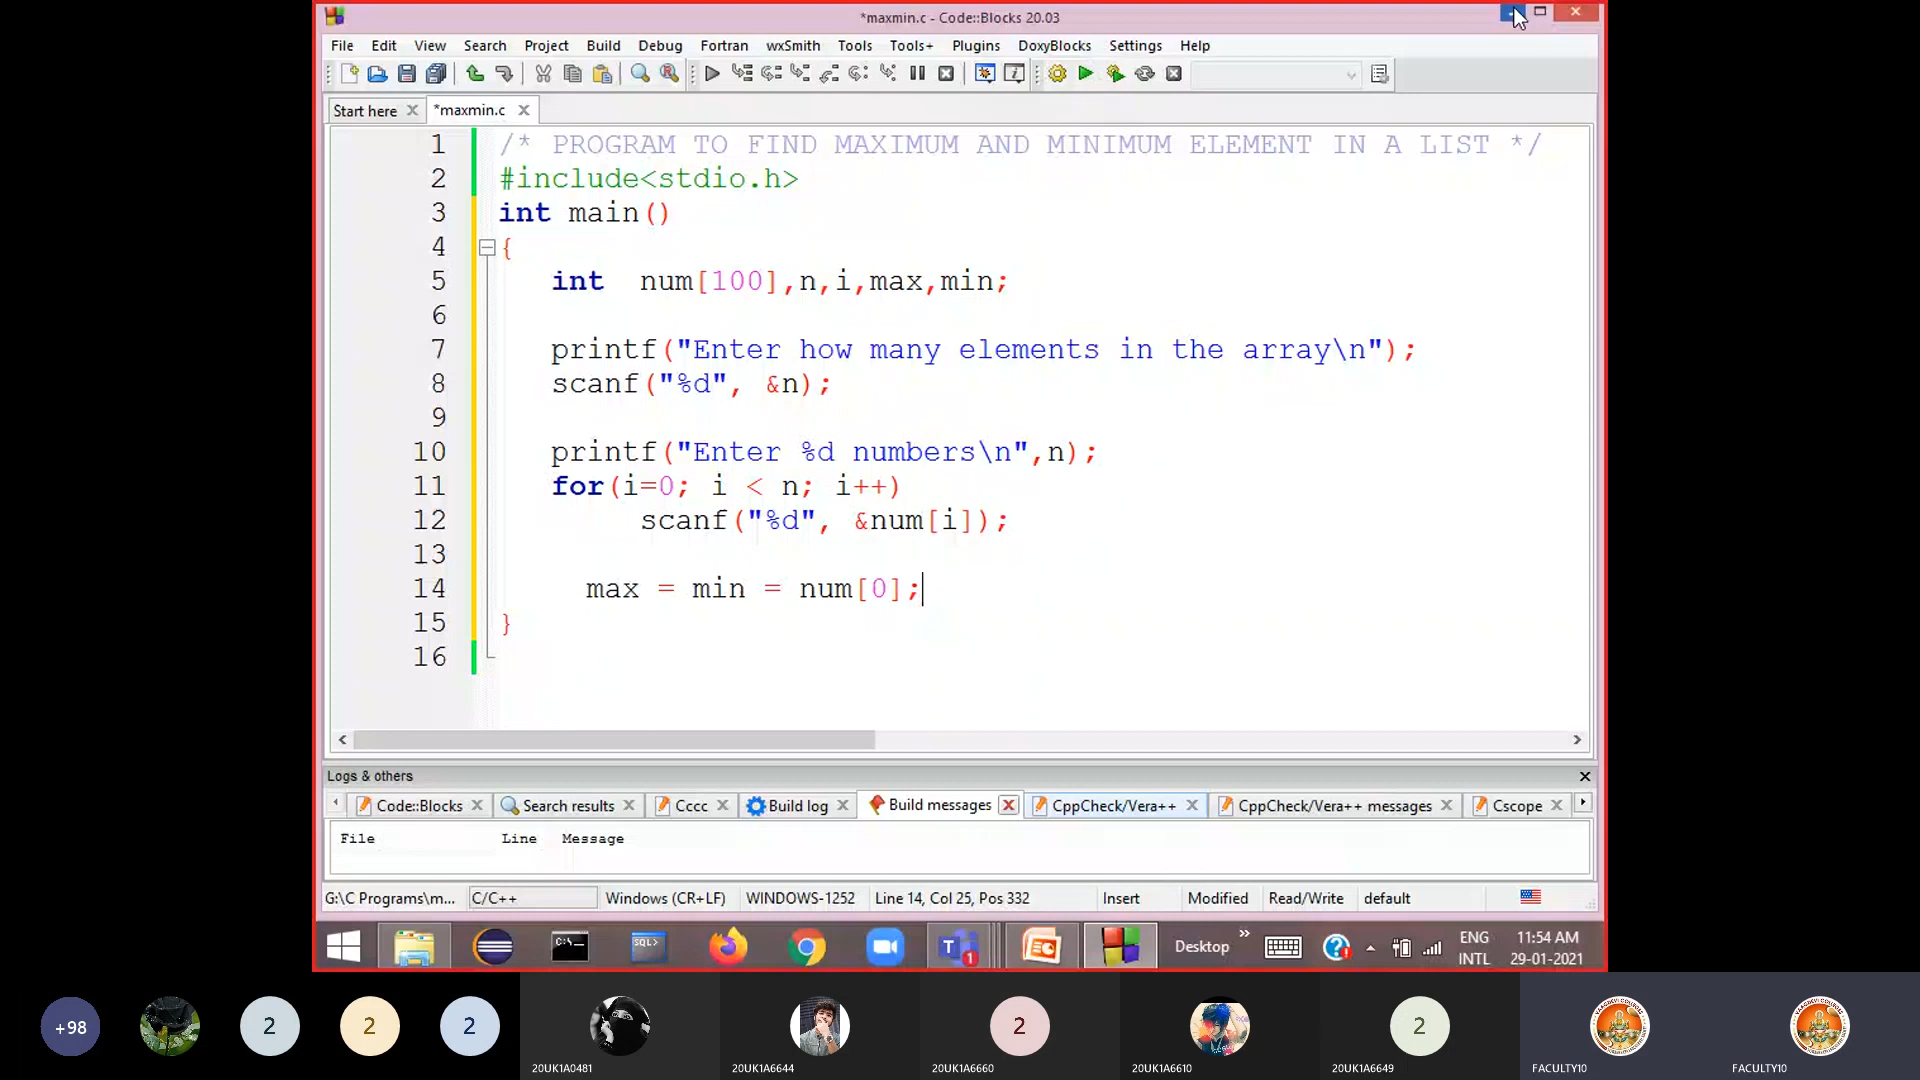 *maxmin.c - Code::Blocks 20.03
File Edit View Search Project Build Debug Fortran wxSmith Tools Tools+ Plugins DoxyBlocks Settings Help
Start here *maxmin.c
1 /* PROGRAM TO FIND MAXIMUM AND MINIMUM ELEMENT IN A LIST */
2 #include<stdio.h>
3 int main()
4 {
5 int  num[100],n,i,max,min;
6
7 printf("Enter how many elements in the array\n");
8 scanf("%d", &n);
9
10 printf("Enter %d numbers\n",n);
11 for(i=0; i < n; i++)
12 scanf("%d", &num[i]);
13
14 max = min = num[0];
15 }
16
Logs & others
Code::Blocks Search results Cccc Build log Build messages CppCheck/Vera++ CppCheck/Vera++ messages Cscope
File Line Message
G:\C Programs\m... C/C++ Windows (CR+LF) WINDOWS-1252 Line 14, Col 25, Pos 332 Insert Modified Read/Write default
Desktop ENG 11:54 AM
INTL 29-01-2021
+98 2 2 2 2 2
20UK1A0481 20UK1A6644 20UK1A6660 20UK1A6610 20UK1A6649 FACULTY10 FACULTY10